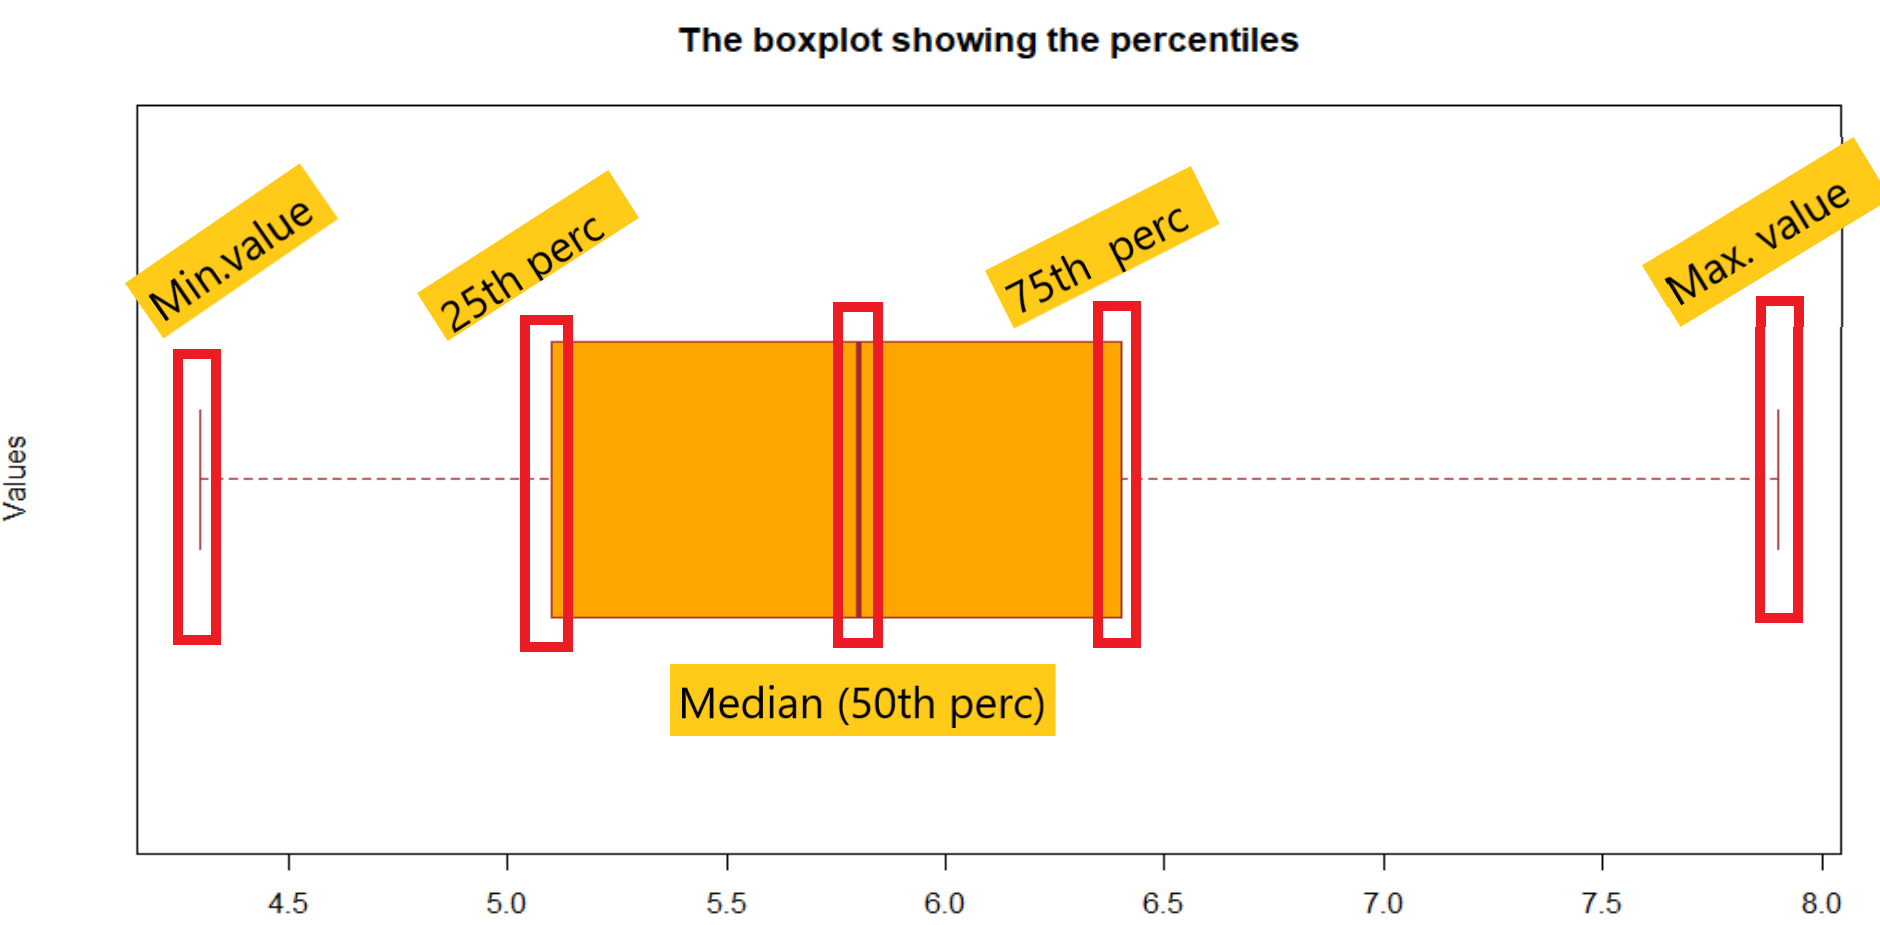 The boxplot showing the percentiles
Min.value
25th perc
75th  perc
Max. value
Values
Median (50th perc)
4.5 5.0 5.5 6.0 6.5 7.0 7.5 8.0